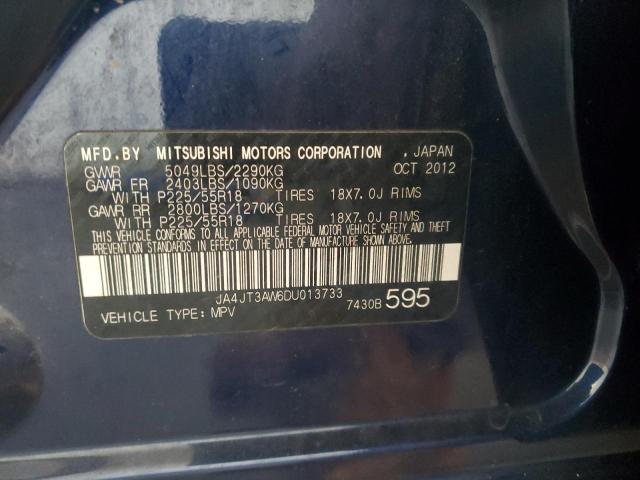 MFD.BY MITSUBISHI MOTORS CORPORATION , JAPAN
GVWR 5049LBS/2290KG OCT 2012
GAWR FR 2403LBS/1090KG TIRES 18X7.0J RIMS
WITH P225/55R18
GAWR RR 2800LBS/1270KG TIRES 18X7.0J RIMS
WITH P225/55R18
THIS VEHICLE CONFORMS TO ALL APPLICABLE FEDERAL MOTOR VEHICLE SAFETY AND THEFT
PREVENTION STANDARDS IN EFFECT ON THE DATE OF MANUFACTURE SHOWN ABOVE.
JA4JT3AW6DU013733
VEHICLE TYPE: MPV 7430B 595